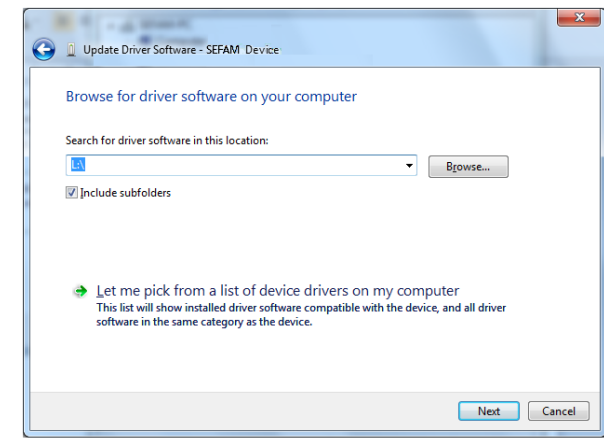 Update Driver Software - SEFAM Device
Browse for driver software on your computer
Search for driver software in this location:
L:\
Browse...
Include subfolders
Let me pick from a list of device drivers on my computer
This list will show installed driver software compatible with the device, and all driver
software in the same category as the device.
Next
Cancel